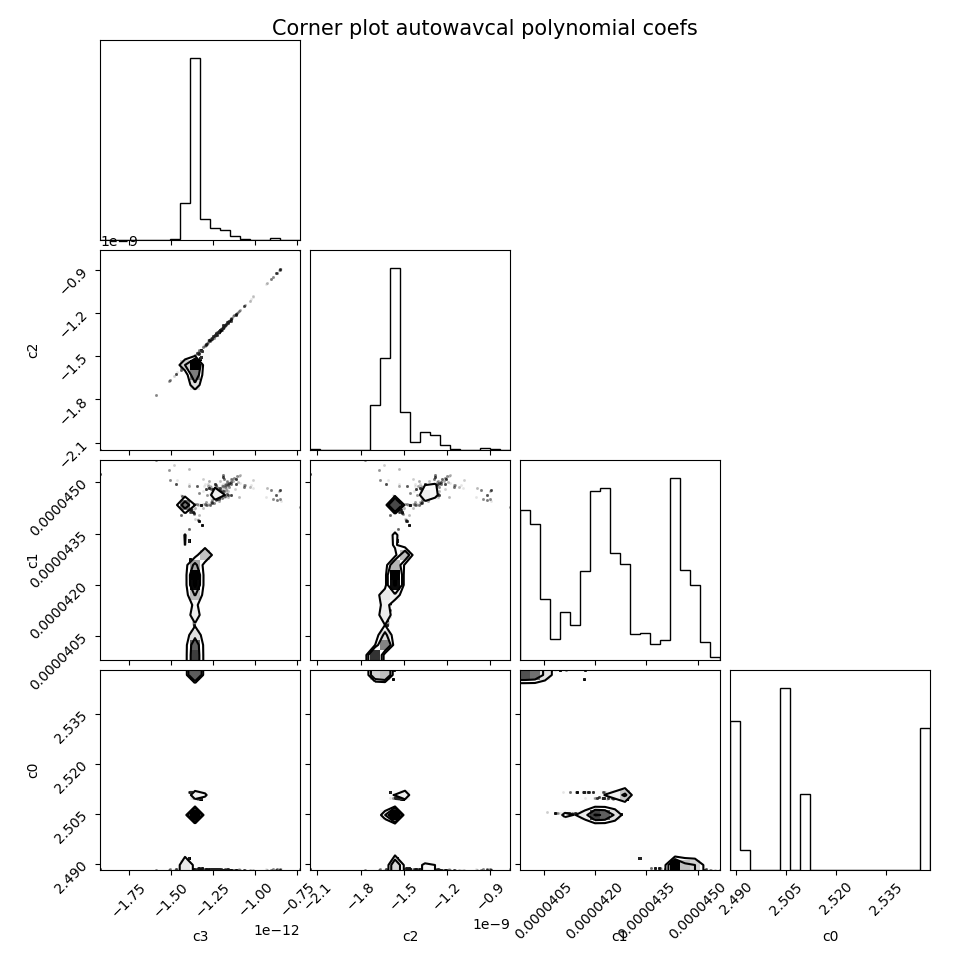 Corner plot autowavcal polynomial coefs
1e−9
−0.9
−1.2
−1.5
−1.8
−2.1
c2
0.0000450
0.0000435
0.0000420
0.0000405
c1
2.535
2.520
2.505
2.490
c0
−1.75 −1.50 −1.25 −1.00 −0.75
1e−12
c3
−2.1 −1.8 −1.5 −1.2 −0.9
1e−9
c2
0.0000405 0.0000420 0.0000435 0.0000450
c1
2.490 2.505 2.520 2.535
c0